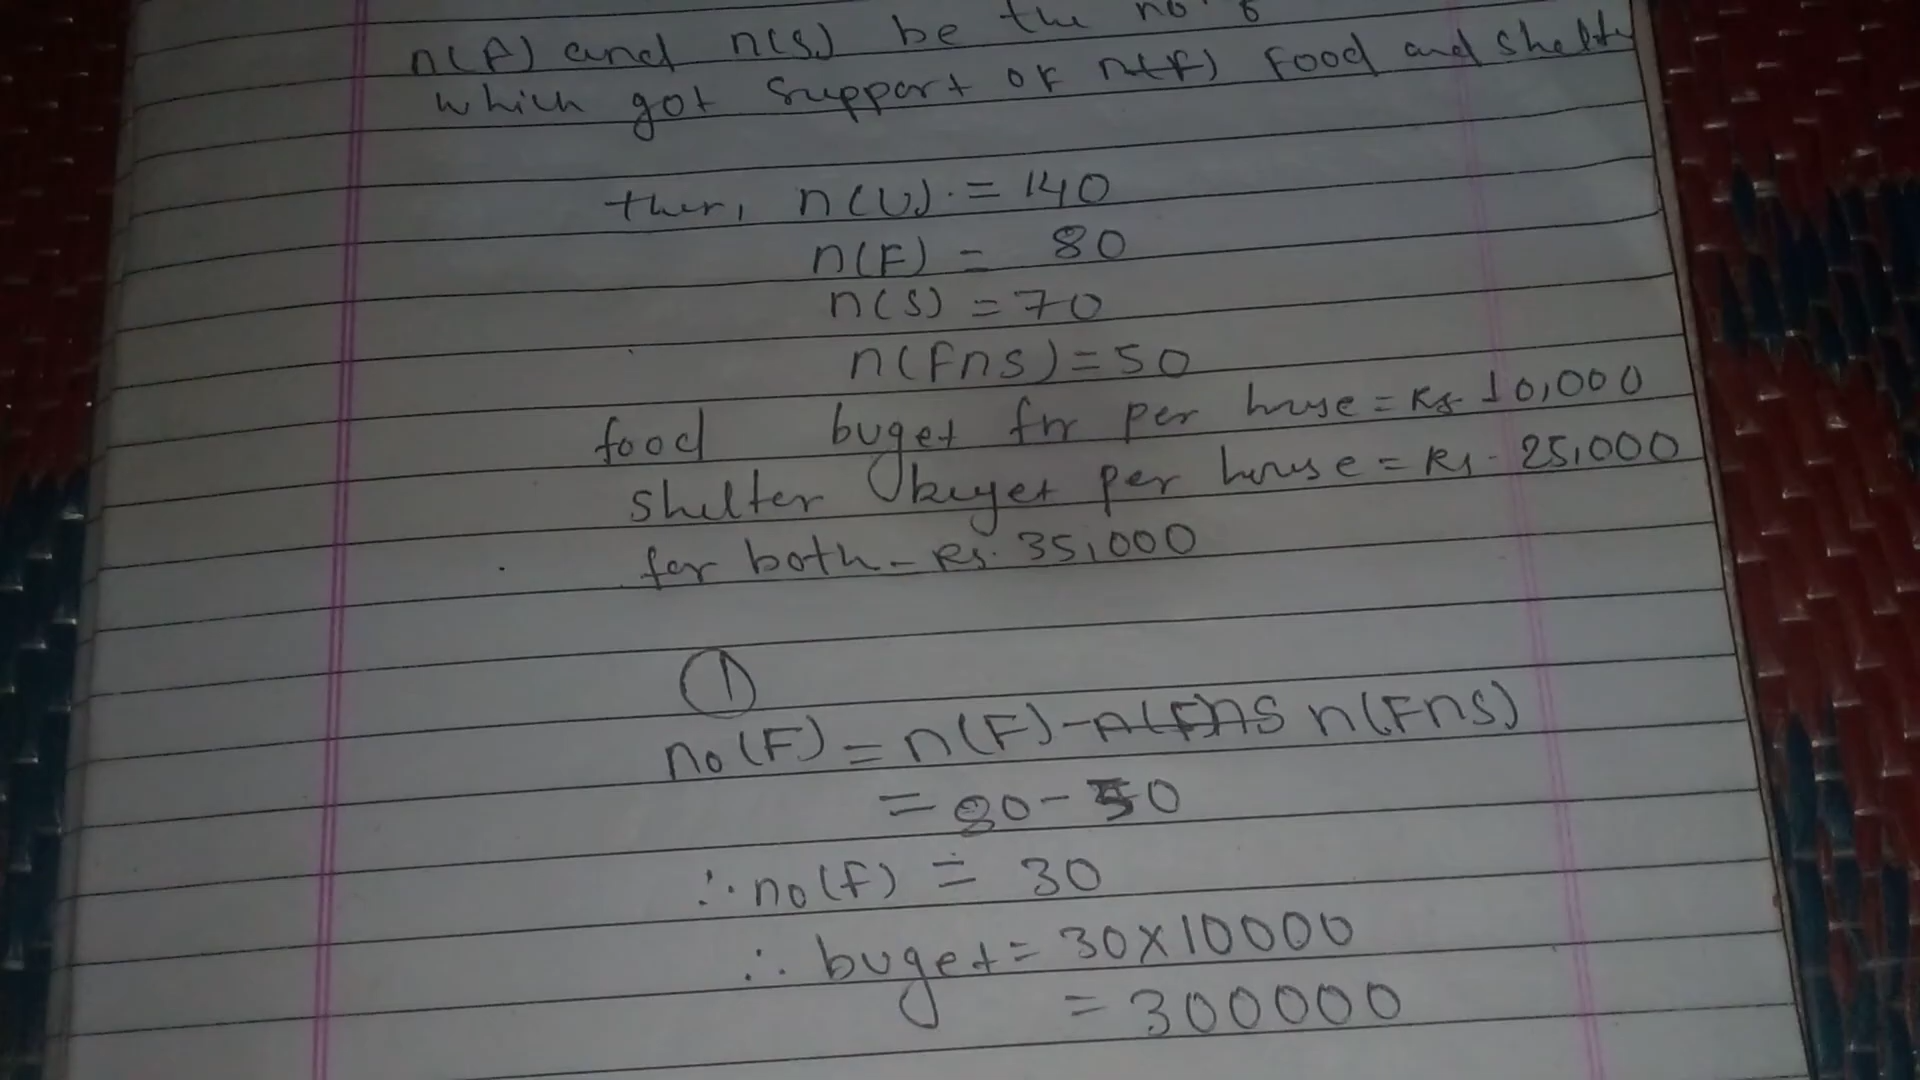 n(F) and n(S) be the no. o
which got support of n(F) food and shelte
then, n(U) = 140
n(F) = 80
n(S) = 70
n(F∩S) = 50
food buget for per house = Rs 10,000
shelter buget per house = Rs. 25,000
for both - Rs. 35,000
①
no(F) = n(F) - n(F)∩S n(F∩S)
= 80 - 50
∴ no(F) = 30
∴ buget = 30×10000
= 300000